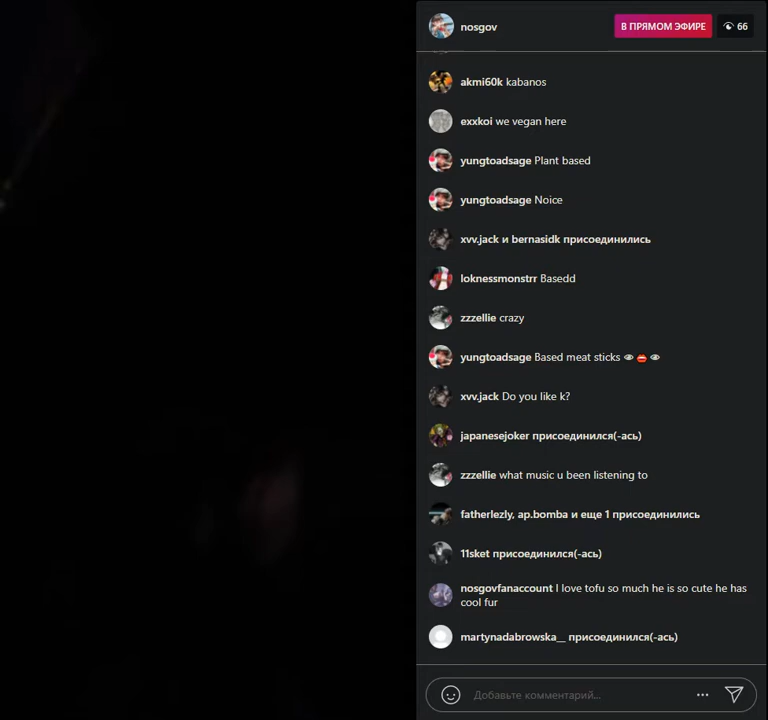 nosgov
В ПРЯМОМ ЭФИРЕ
66
akmi60k kabanos
exxkoi we vegan here
yungtoadsage Plant based
yungtoadsage Noice
xvv.jack и bernasidk присоединились
loknessmonstrr Basedd
zzzellie crazy
yungtoadsage Based meat sticks 👁️🫦👁️
xvv.jack Do you like k?
japanesejoker присоединился(-ась)
zzzellie what music u been listening to
fatherlezly, ap.bomba и еще 1 присоединились
11sket присоединился(-ась)
nosgovfanaccount I love tofu so much he is so cute he has
cool fur
martynadabrowska__ присоединился(-ась)
Добавьте комментарий...